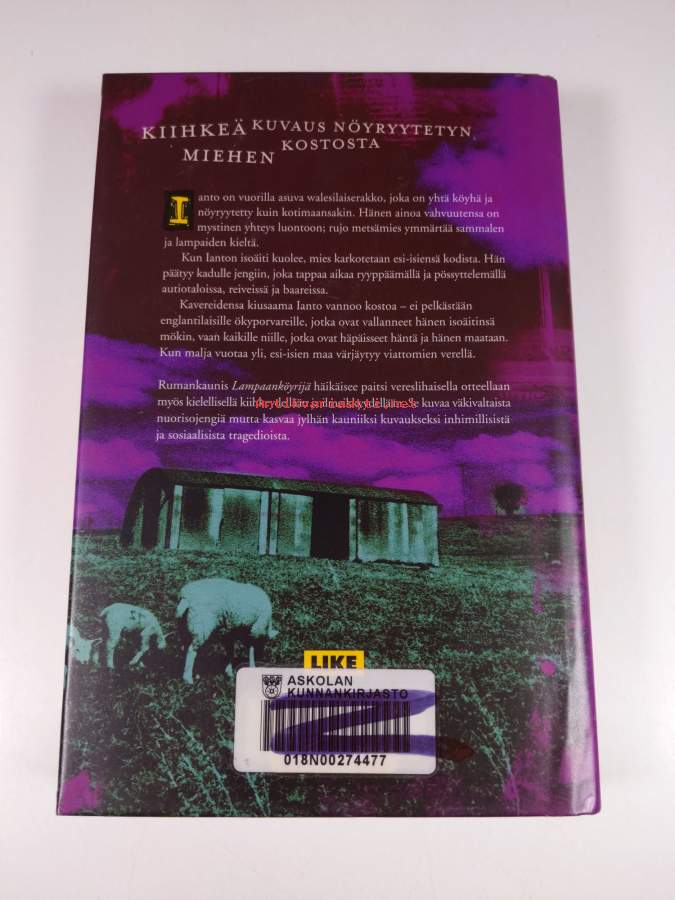 KIIHKEÄ KUVAUS NÖYRYYTETYN
MIEHEN KOSTOSTA
Ianto on vuorilla asuva walesilaiserakko, joka on yhtä köyhä ja
nöyryytetty kuin kotimaansakin. Hänen ainoa vahvuutensa on
mystinen yhteys luontoon; rujo metsämies ymmärtää sammalen
ja lampaiden kieltä.
Kun Ianton isoäiti kuolee, mies karkotetaan esi-isiensä kodista. Hän
päätyy kadulle jengiin, joka tappaa aikaa ryyppäämällä ja pössyttelemällä
autiotaloissa, reiveissä ja baareissa.
Kavereidensa kiusaama Ianto vannoo kostoa – ei pelkästään
englantilaisille ökyporvareille, jotka ovat vallanneet hänen isoäitinsä
mökin, vaan kaikille niille, jotka ovat häpäisseet häntä ja hänen maataan.
Kun malja vuotaa yli, esi-isien maa värjäytyy viattomien verellä.
Rumankaunis Lampaanköyrijä häikäisee paitsi vereslihaisella otteellaan
myös kielellisellä Se kuvaa väkivaltaista
nuorisojengiä mutta kasvaa jylhän kauniiksi kuvaukseksi inhimillisistä
ja sosiaalisista tragedioista.
LIKE
ASKOLAN
KUNNANKIRJASTO
018N00274477